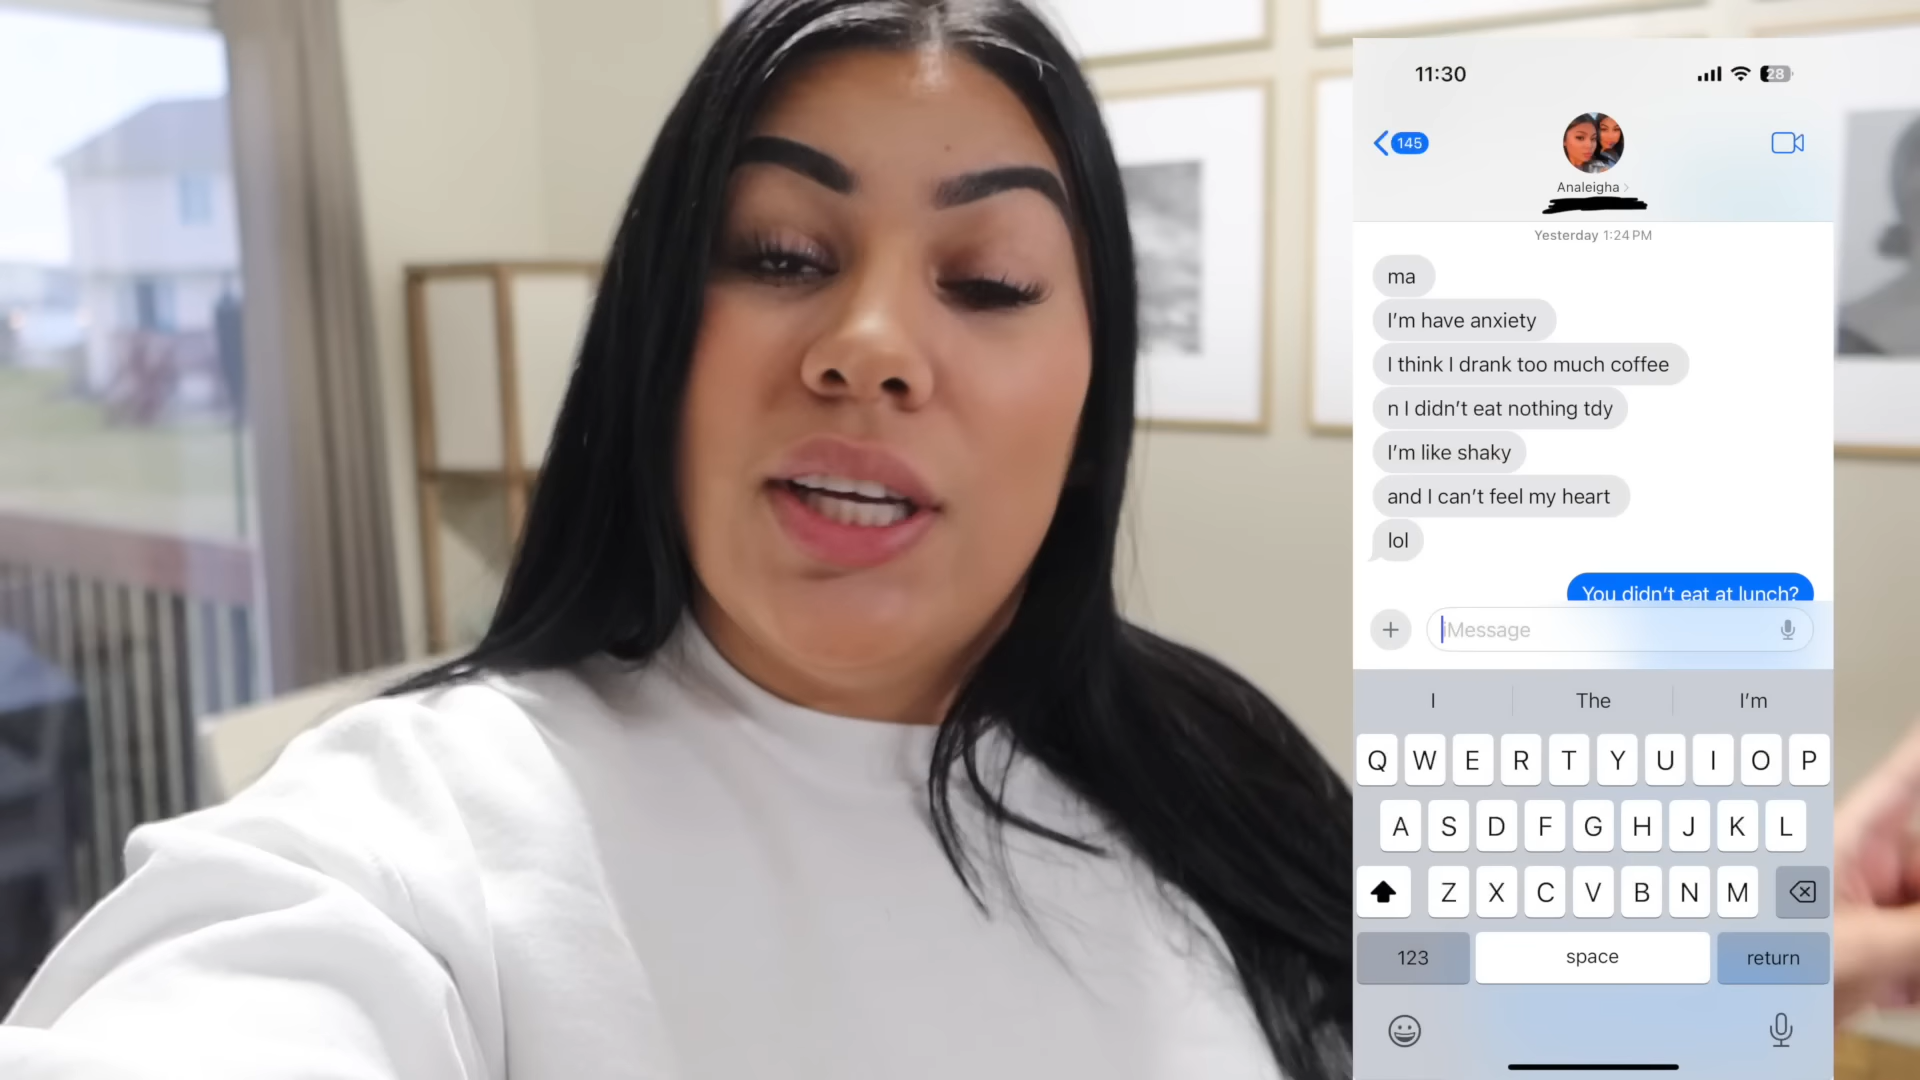 11:30
28
145
Analeigha
Yesterday 1:24 PM
ma
I'm have anxiety
I think I drank too much coffee
n I didn't eat nothing tdy
I'm like shaky
and I can't feel my heart
lol
You didn't eat at lunch?
iMessage
I The I'm
Q W E R T Y U I O P
A S D F G H J K L
Z X C V B N M
123 space return